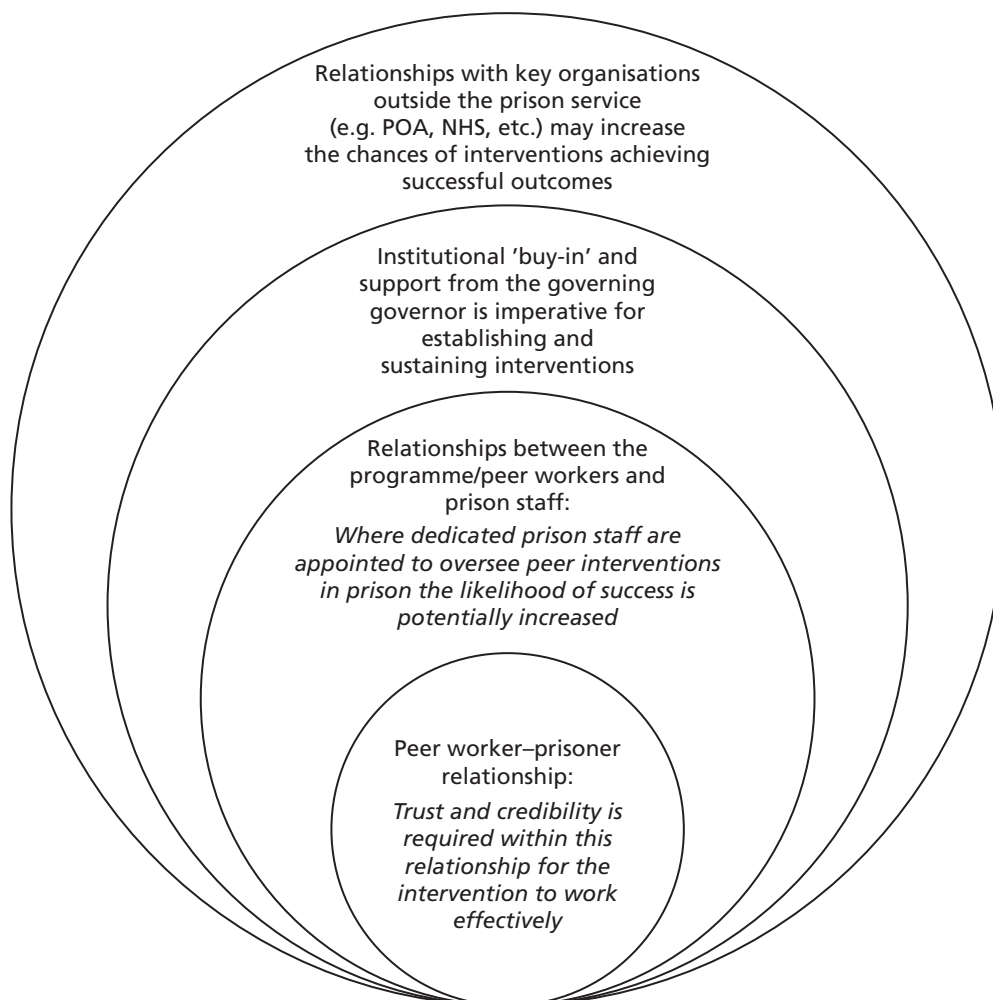 Relationships with key organisations
outside the prison service
(e.g. POA, NHS, etc.) may increase
the chances of interventions achieving
successful outcomes
Institutional 'buy-in' and
support from the governing
governor is imperative for
establishing and
sustaining interventions
Relationships between the
programme/peer workers and
prison staff:
Where dedicated prison staff are
appointed to oversee peer interventions
in prison the likelihood of success is
potentially increased
Peer worker–prisoner
relationship:
Trust and credibility is
required within this
relationship for the
intervention to work
effectively